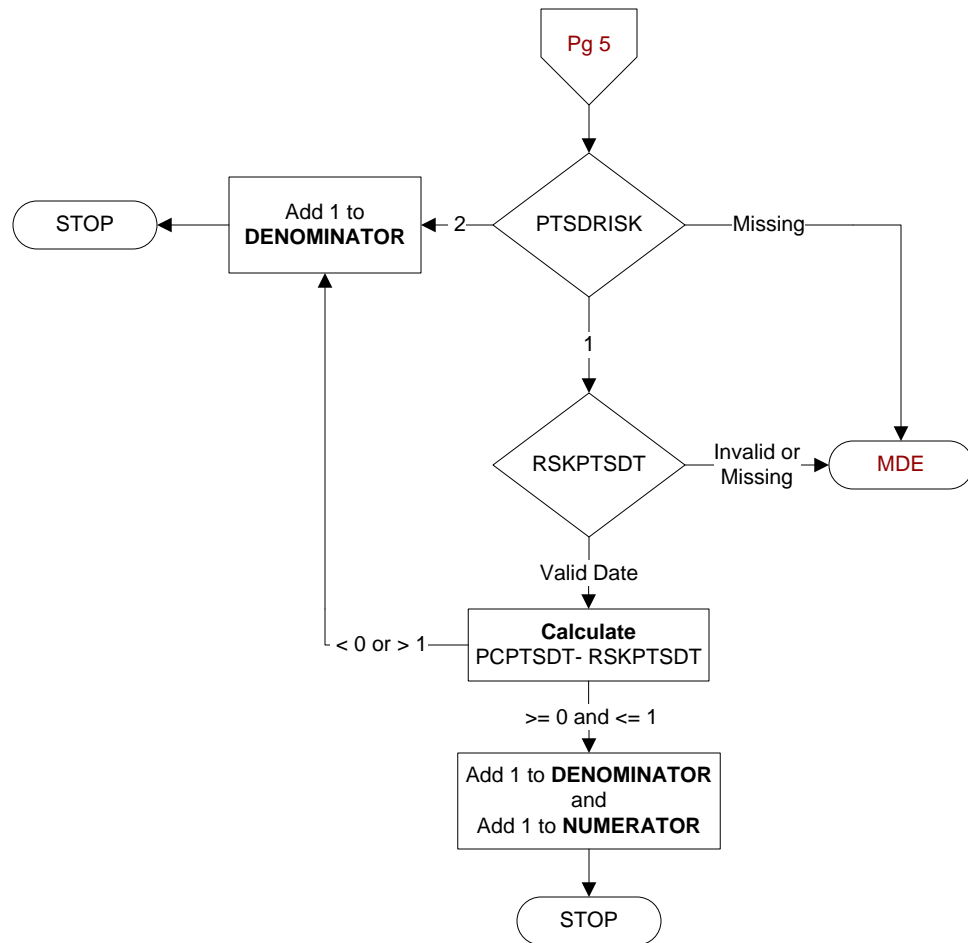 Pg 5
PTSDRISK
Missing
2
Add 1 to
DENOMINATOR
STOP
1
RSKPTSDT
Invalid or
Missing
MDE
Valid Date
Calculate
PCPTSDT- RSKPTSDT
< 0 or > 1
>= 0 and <= 1
Add 1 to DENOMINATOR
and
Add 1 to NUMERATOR
STOP